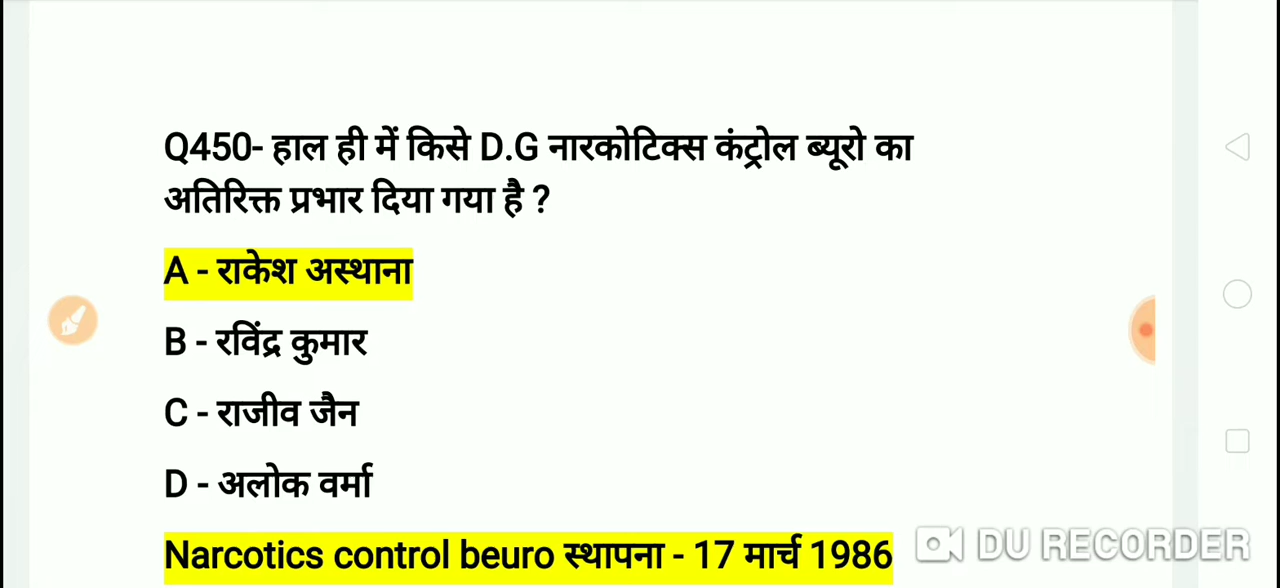 Q450- हाल ही में किसे D.G नारकोटिक्स कंट्रोल ब्यूरो का
अतिरिक्त प्रभार दिया गया है ?
A - राकेश अस्थाना
B - रविंद्र कुमार
C - राजीव जैन
D - अलोक वर्मा
Narcotics control beuro स्थापना - 17 मार्च 1986
DU RECORDER